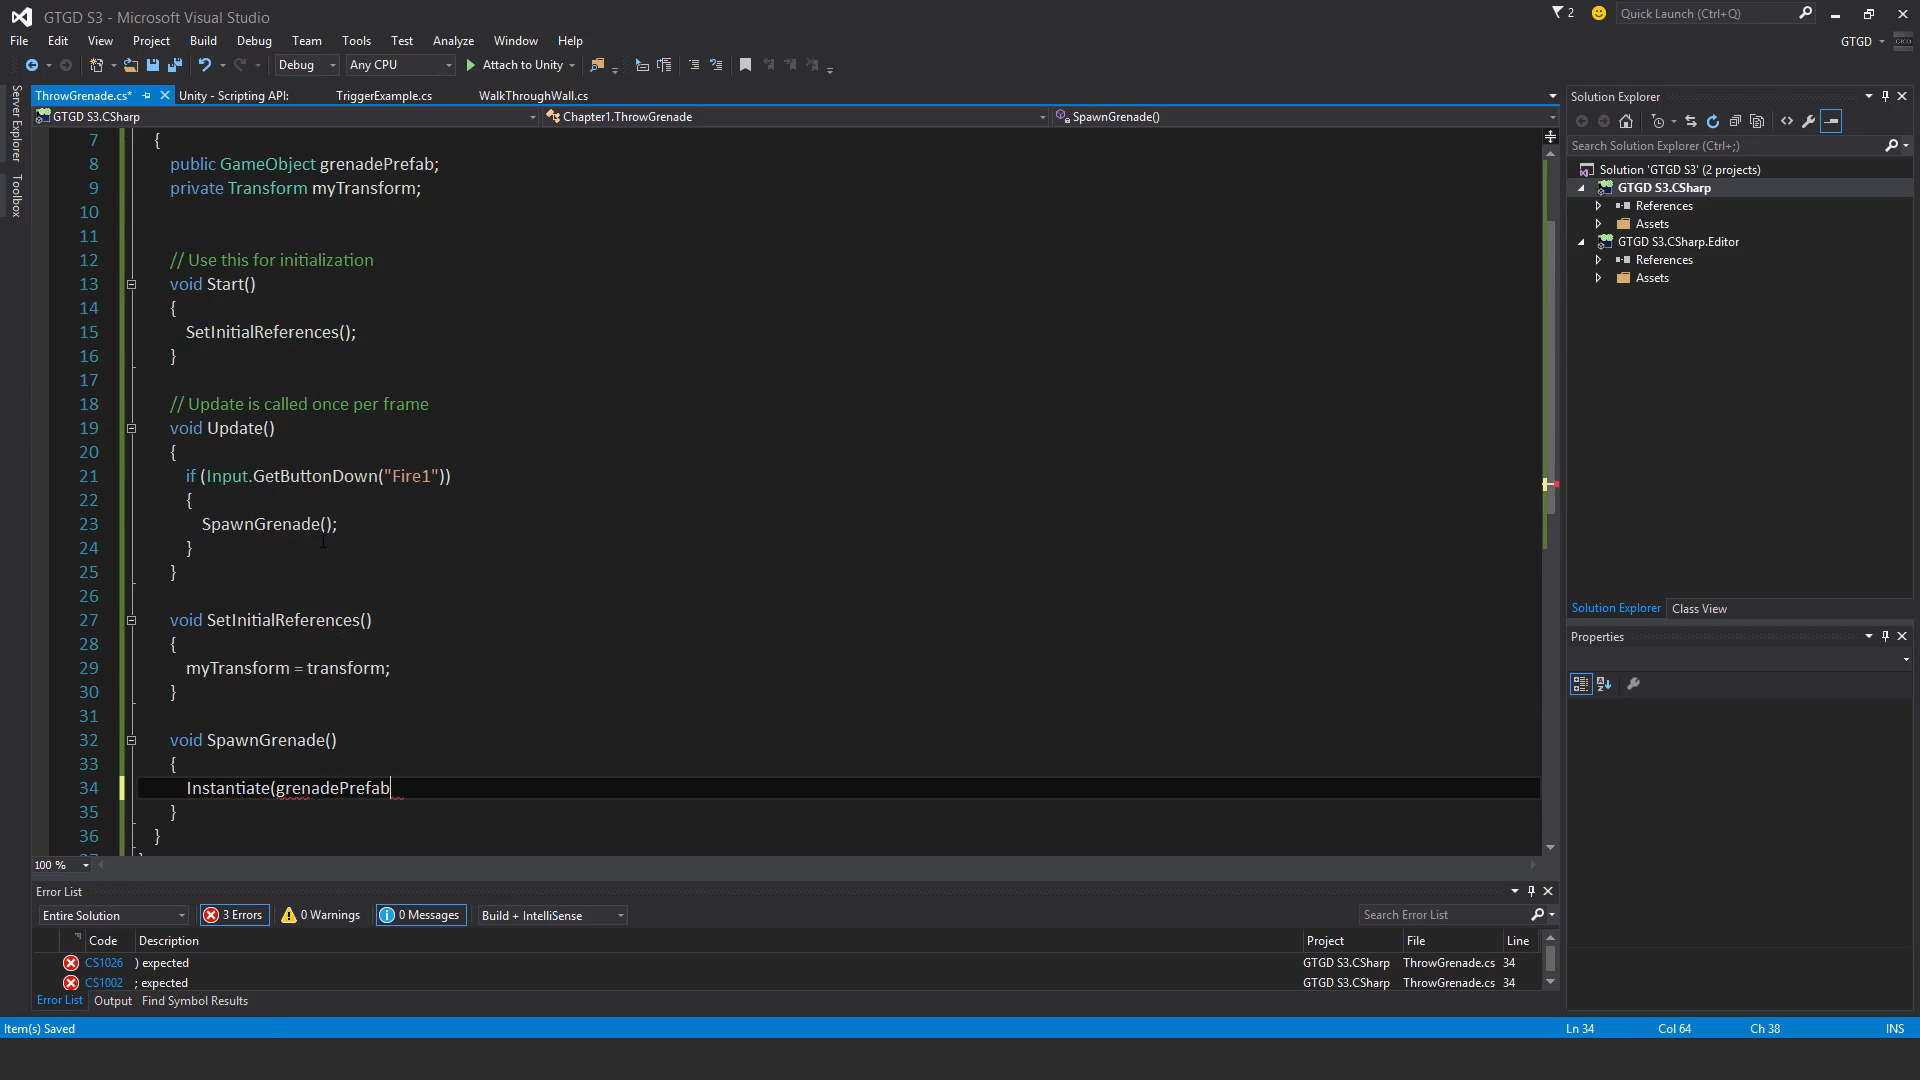 GTGD S3 - Microsoft Visual Studio
2
Quick Launch (Ctrl+Q)
File Edit View Project Build Debug Team Tools Test Analyze Window Help
GTGD
Debug Any CPU Attach to Unity
Server Explorer
Toolbox
ThrowGrenade.cs* Unity - Scripting API: TriggerExample.cs WalkThroughWall.cs
GTGD S3.CSharp Chapter1.ThrowGrenade SpawnGrenade()
7 {
8 public GameObject grenadePrefab;
9 private Transform myTransform;
10
11
12 // Use this for initialization
13 void Start()
14 {
15 SetInitialReferences();
16 }
17
18 // Update is called once per frame
19 void Update()
20 {
21 if (Input.GetButtonDown("Fire1"))
22 {
23 SpawnGrenade();
24 }
25 }
26
27 void SetInitialReferences()
28 {
29 myTransform = transform;
30 }
31
32 void SpawnGrenade()
33 {
34 Instantiate(grenadePrefab
35 }
36 }
100 %
Solution Explorer
Search Solution Explorer (Ctrl+;)
Solution 'GTGD S3' (2 projects)
GTGD S3.CSharp
References
Assets
GTGD S3.CSharp.Editor
References
Assets
Solution Explorer Class View
Properties
Error List
Entire Solution 3 Errors 0 Warnings 0 Messages Build + IntelliSense Search Error List
Code Description Project File Line
CS1026 ) expected GTGD S3.CSharp ThrowGrenade.cs 34
CS1002 ; expected GTGD S3.CSharp ThrowGrenade.cs 34
Error List Output Find Symbol Results
Item(s) Saved Ln 34 Col 64 Ch 38 INS